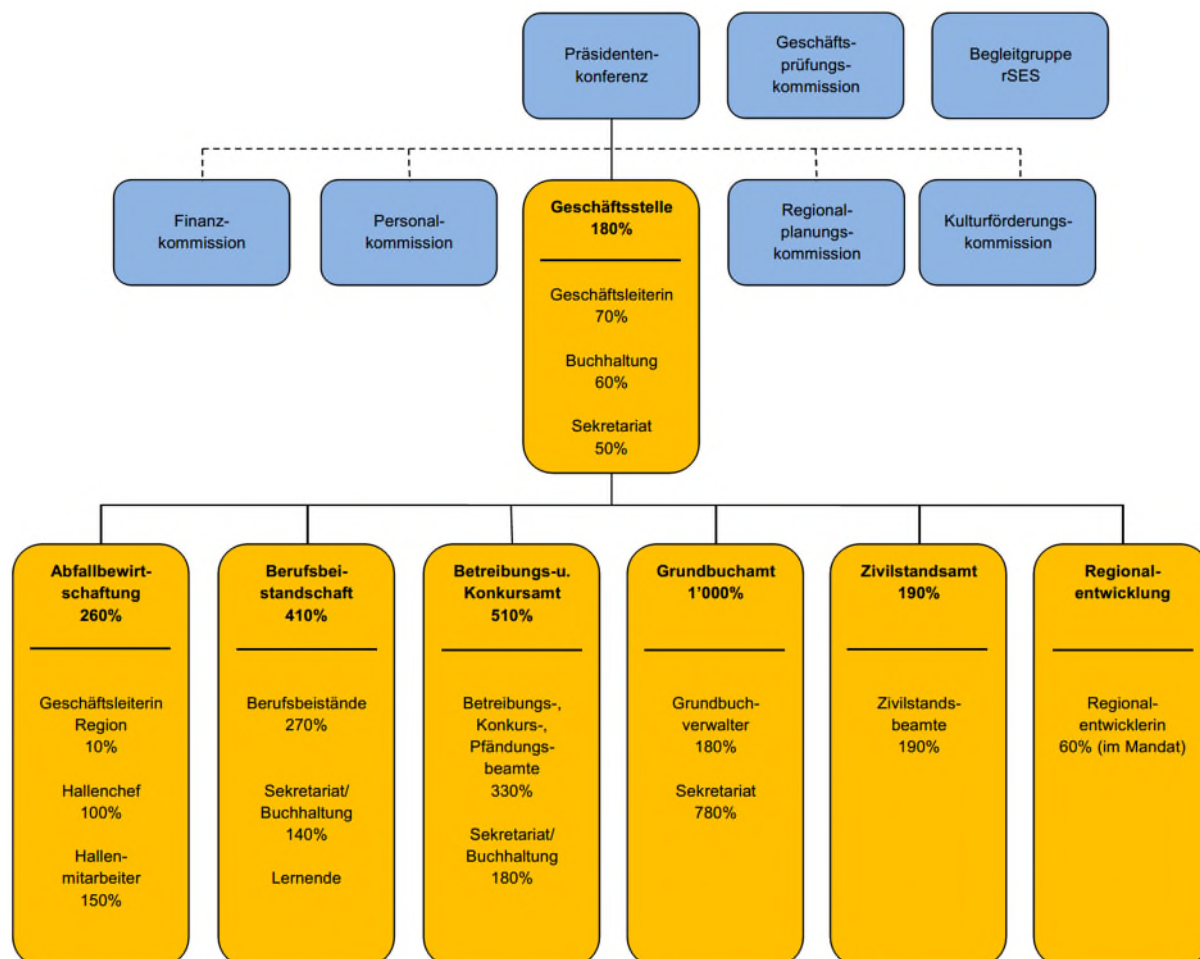 Präsidenten-
konferenz
Geschäfts-
prüfungs-
kommission
Begleitgruppe
rSES
Finanz-
kommission
Personal-
kommission
Geschäftsstelle
180%
Geschäftsleiterin
70%
Buchhaltung
60%
Sekretariat
50%
Regional-
planungs-
kommission
Kulturförderungs-
kommission
Abfallbewirt-
schaftung
260%
Geschäftsleiterin
Region
10%
Hallenchef
100%
Hallen-
mitarbeiter
150%
Berufsbei-
standschaft
410%
Berufsbeistände
270%
Sekretariat/
Buchhaltung
140%
Lernende
Betreibungs-u.
Konkursamt
510%
Betreibungs-,
Konkurs-,
Pfändungs-
beamte
330%
Sekretariat/
Buchhaltung
180%
Grundbuchamt
1'000%
Grundbuch-
verwalter
180%
Sekretariat
780%
Zivilstandsamt
190%
Zivilstands-
beamte
190%
Regional-
entwicklung
Regional-
entwicklerin
60% (im Mandat)